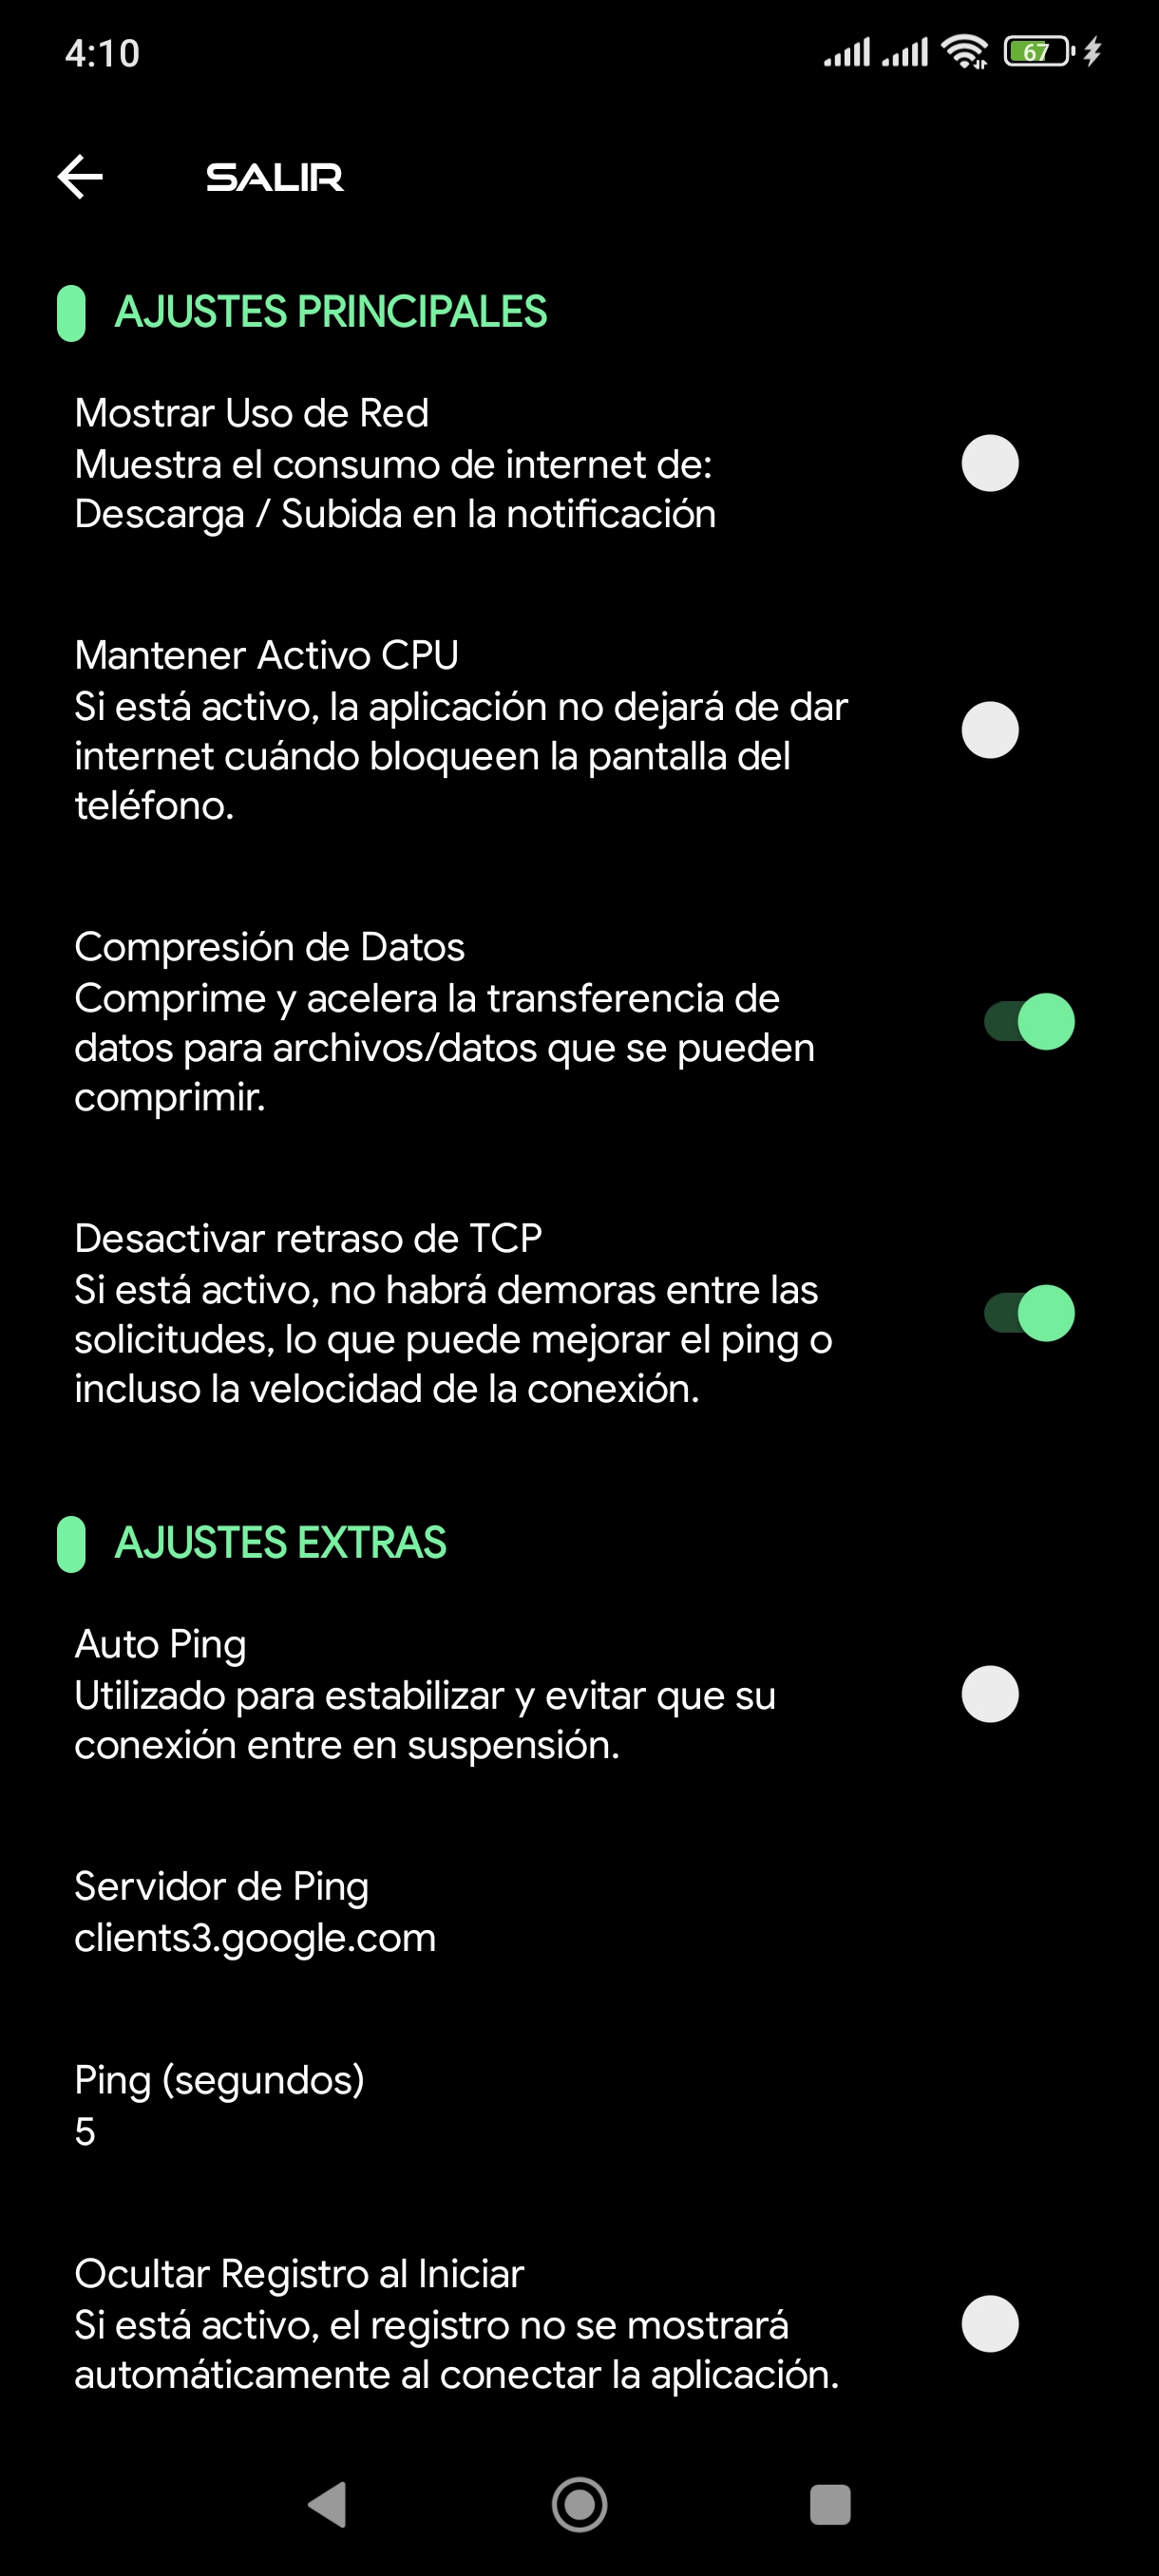 4:10
67
SALIR
AJUSTES PRINCIPALES
Mostrar Uso de Red
Muestra el consumo de internet de:
Descarga / Subida en la notificación
Mantener Activo CPU
Si está activo, la aplicación no dejará de dar
internet cuándo bloqueen la pantalla del
teléfono.
Compresión de Datos
Comprime y acelera la transferencia de
datos para archivos/datos que se pueden
comprimir.
Desactivar retraso de TCP
Si está activo, no habrá demoras entre las
solicitudes, lo que puede mejorar el ping o
incluso la velocidad de la conexión.
AJUSTES EXTRAS
Auto Ping
Utilizado para estabilizar y evitar que su
conexión entre en suspensión.
Servidor de Ping
clients3.google.com
Ping (segundos)
5
Ocultar Registro al Iniciar
Si está activo, el registro no se mostrará
automáticamente al conectar la aplicación.